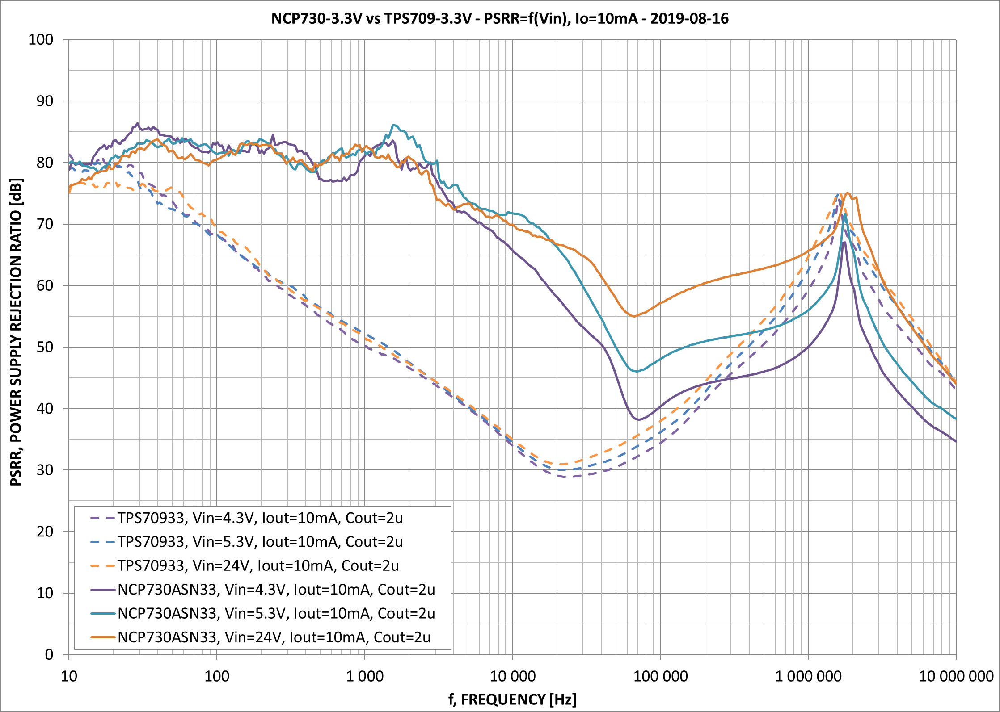 NCP730-3.3V vs TPS709-3.3V - PSRR=f(Vin), Io=10mA - 2019-08-16
100
90
80
70
60
50
40
30
20
10
0
PSRR, POWER SUPPLY REJECTION RATIO [dB]
TPS70933, Vin=4.3V, Iout=10mA, Cout=2u
TPS70933, Vin=5.3V, Iout=10mA, Cout=2u
TPS70933, Vin=24V, Iout=10mA, Cout=2u
NCP730ASN33, Vin=4.3V, Iout=10mA, Cout=2u
NCP730ASN33, Vin=5.3V, Iout=10mA, Cout=2u
NCP730ASN33, Vin=24V, Iout=10mA, Cout=2u
10 100 1 000 10 000 100 000 1 000 000 10 000 000
f, FREQUENCY [Hz]